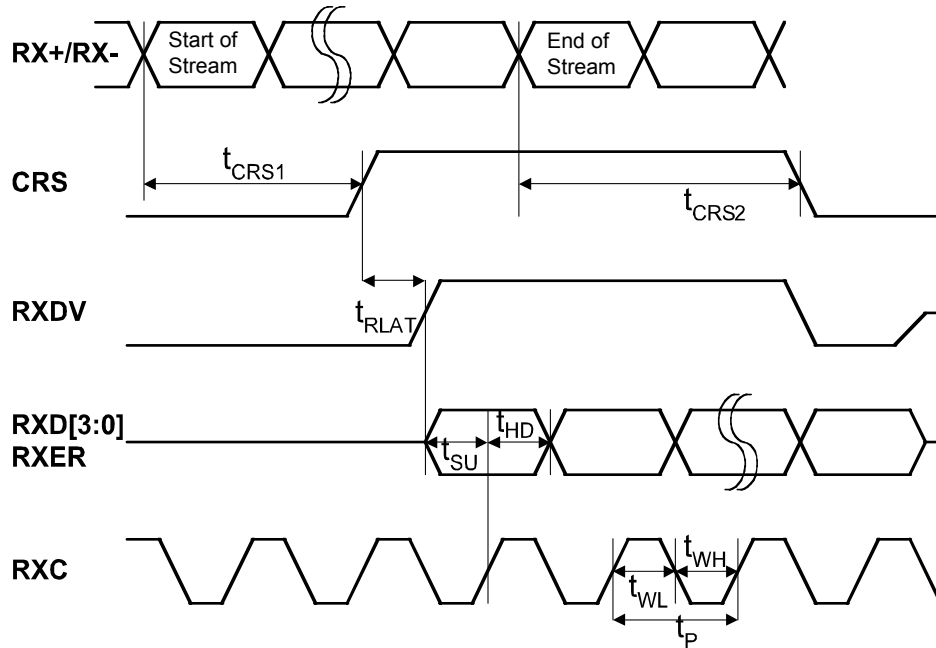 RX+/RX-
Start of
Stream
End of
Stream
CRS
tCRS1
tCRS2
RXDV
tRLAT
RXD[3:0]
RXER
tSU
tHD
RXC
tWL
tWH
tP